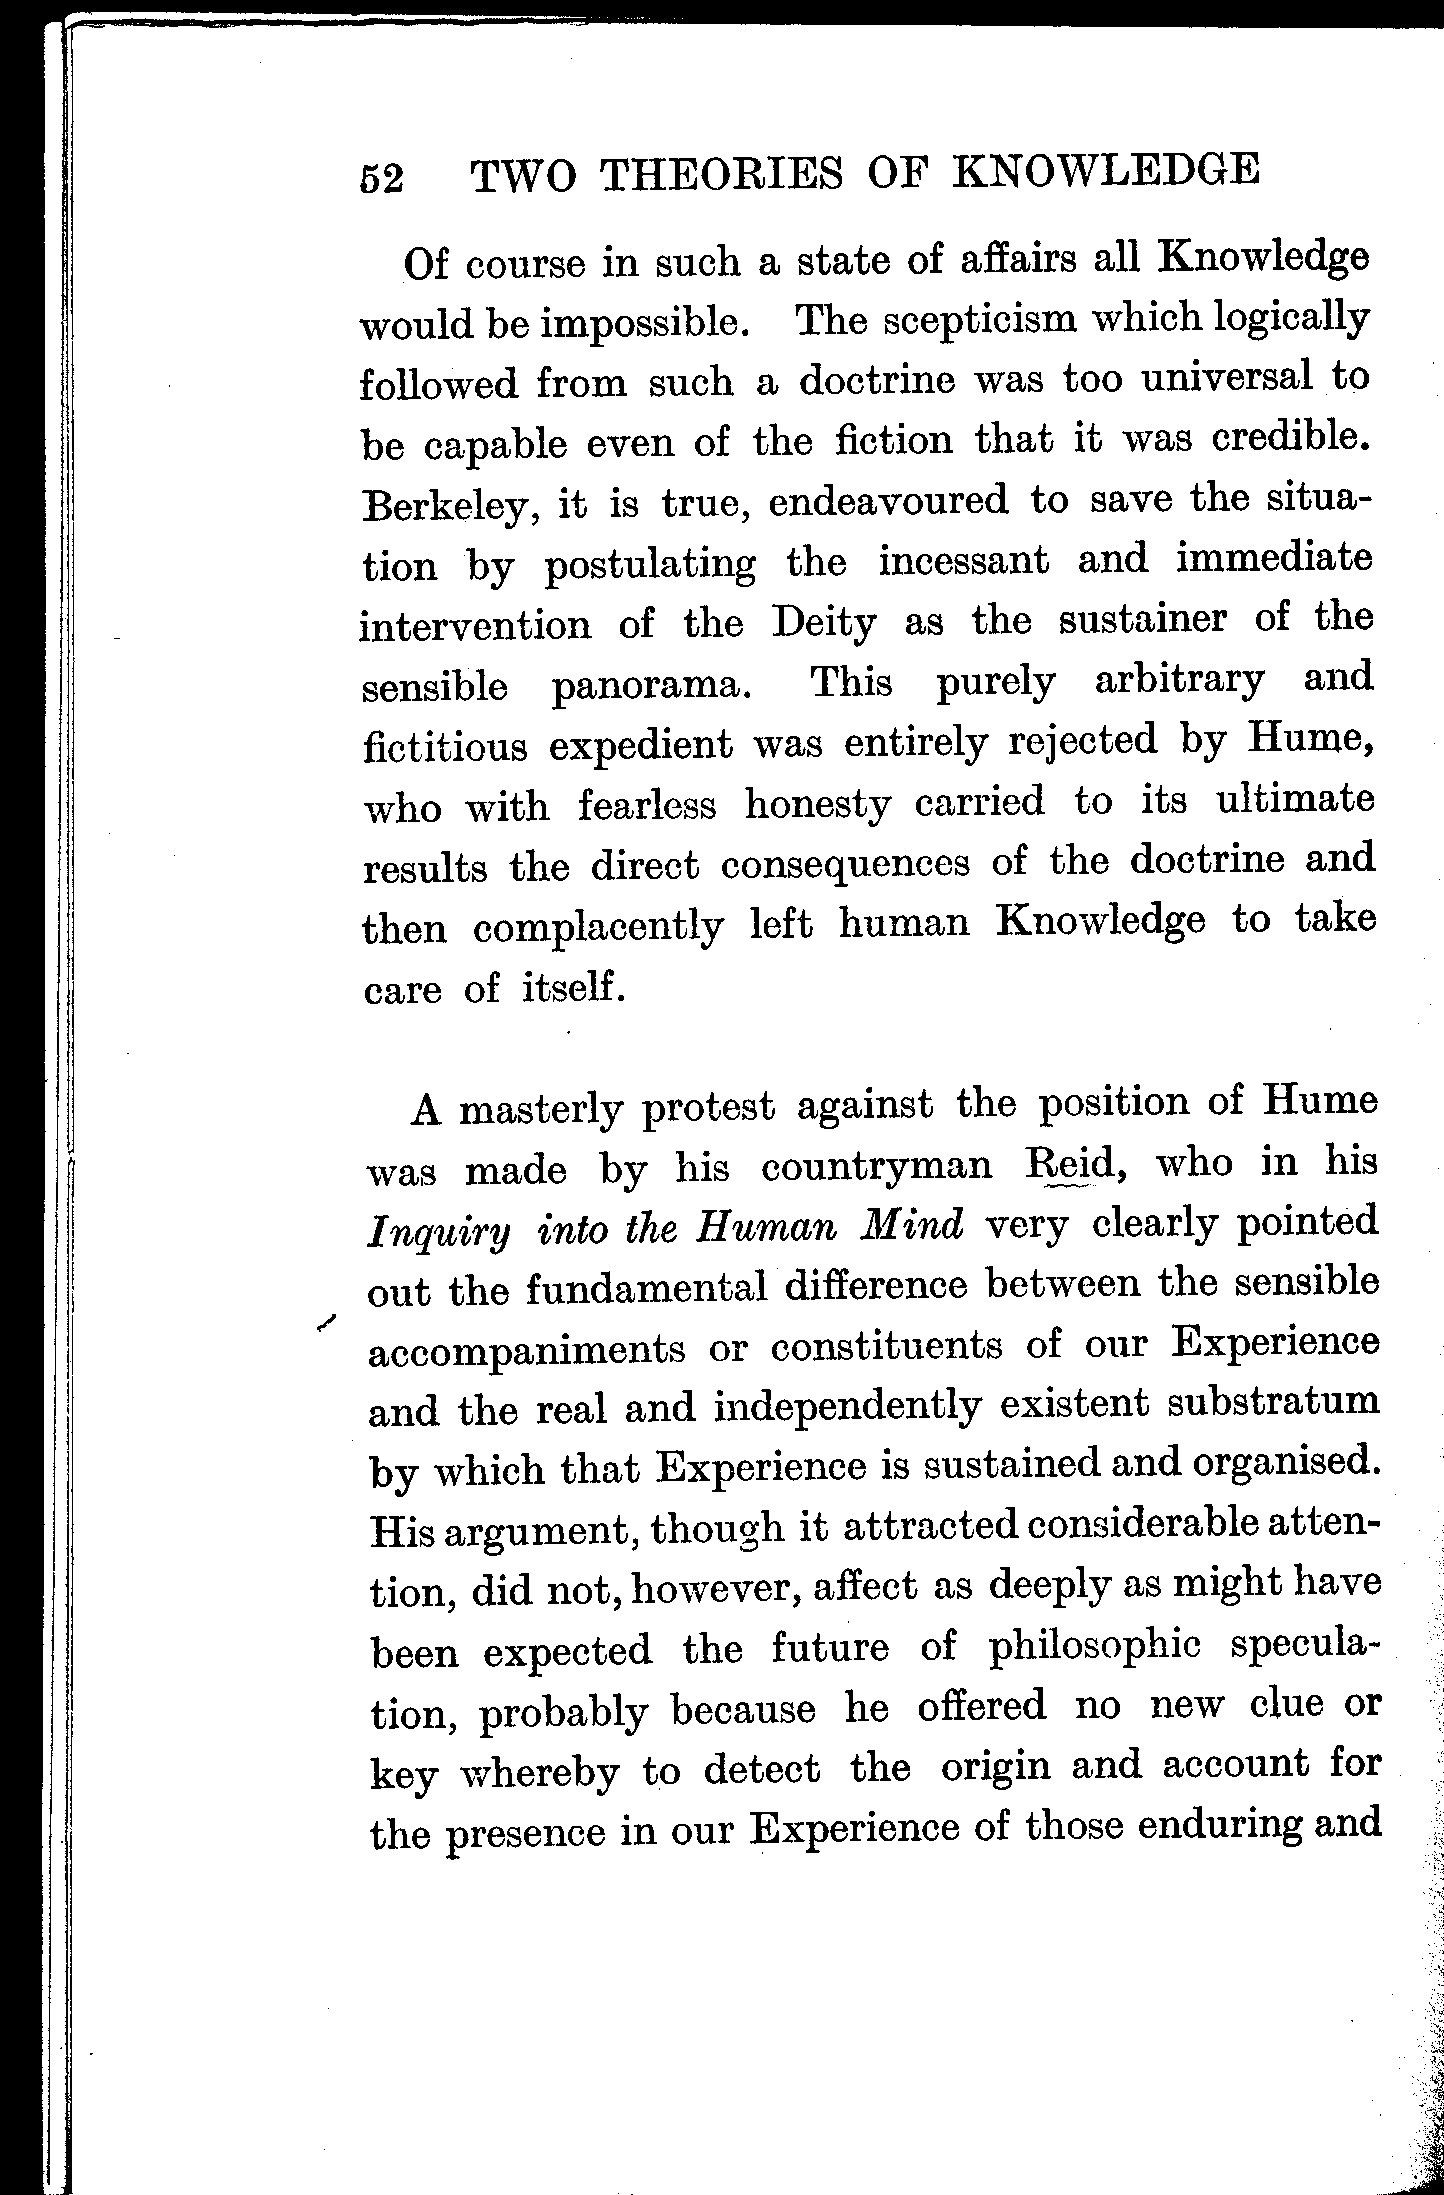 52 TWO THEORIES OF KNOWLEDGE
Of course in such a state of affairs all Knowledge
would be impossible. The scepticism which logically
followed from such a doctrine was too universal to
be capable even of the fiction that it was credible.
Berkeley, it is true, endeavoured to save the situa-
tion by postulating the incessant and immediate
intervention of the Deity as the sustainer of the
sensible panorama. This purely arbitrary and
fictitious expedient was entirely rejected by Hume,
who with fearless honesty carried to its ultimate
results the direct consequences of the doctrine and
then complacently left human Knowledge to take
care of itself.
A masterly protest against the position of Hume
was made by his countryman Reid, who in his
Inquiry into the Human Mind very clearly pointed
out the fundamental difference between the sensible
accompaniments or constituents of our Experience
and the real and independently existent substratum
by which that Experience is sustained and organised.
His argument, though it attracted considerable atten-
tion, did not, however, affect as deeply as might have
been expected the future of philosophic specula-
tion, probably because he offered no new clue or
key whereby to detect the origin and account for
the presence in our Experience of those enduring and